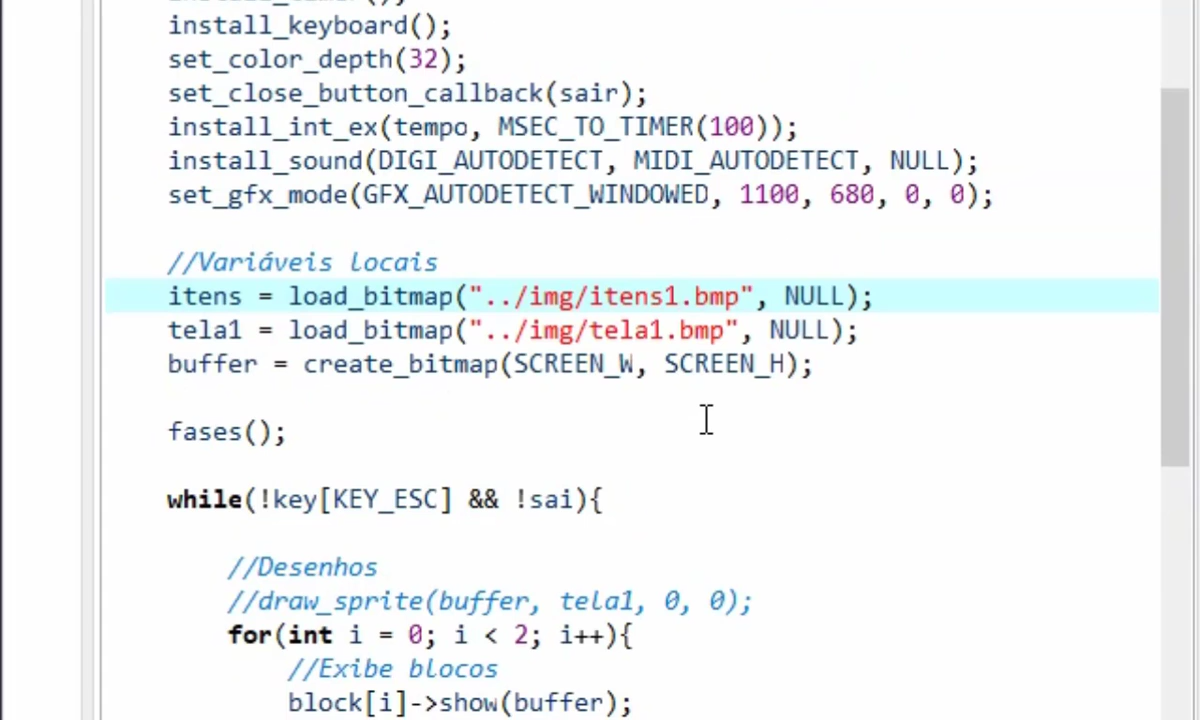 install_keyboard();
set_color_depth(32);
set_close_button_callback(sair);
install_int_ex(tempo, MSEC_TO_TIMER(100));
install_sound(DIGI_AUTODETECT, MIDI_AUTODETECT, NULL);
set_gfx_mode(GFX_AUTODETECT_WINDOWED, 1100, 680, 0, 0);
//Variáveis locais
itens = load_bitmap("../img/itens1.bmp", NULL);
tela1 = load_bitmap("../img/tela1.bmp", NULL);
buffer = create_bitmap(SCREEN_W, SCREEN_H);
fases();
while(!key[KEY_ESC] && !sai){
//Desenhos
//draw_sprite(buffer, tela1, 0, 0);
for(int i = 0; i < 2; i++){
//Exibe blocos
block[i]->show(buffer);